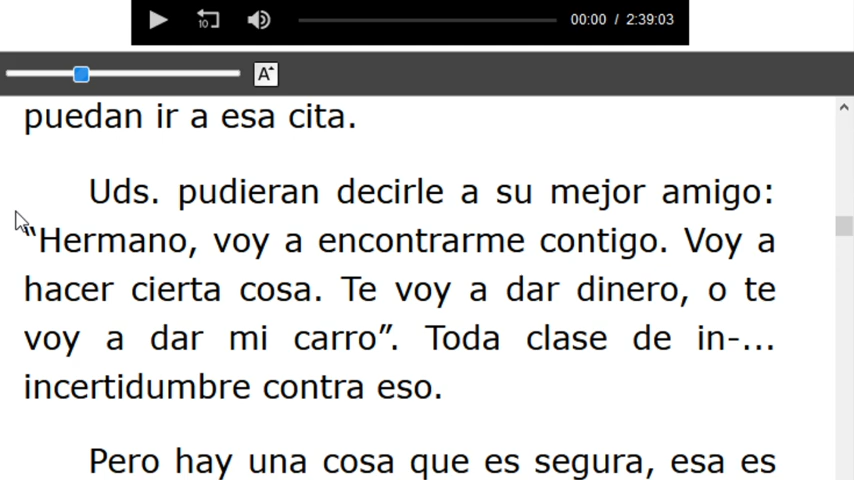 10
00:00 / 2:39:03
A
puedan ir a esa cita.
Uds. pudieran decirle a su mejor amigo:
“Hermano, voy a encontrarme contigo. Voy a
hacer cierta cosa. Te voy a dar dinero, o te
voy a dar mi carro”. Toda clase de in-...
incertidumbre contra eso.
Pero hay una cosa que es segura, esa es